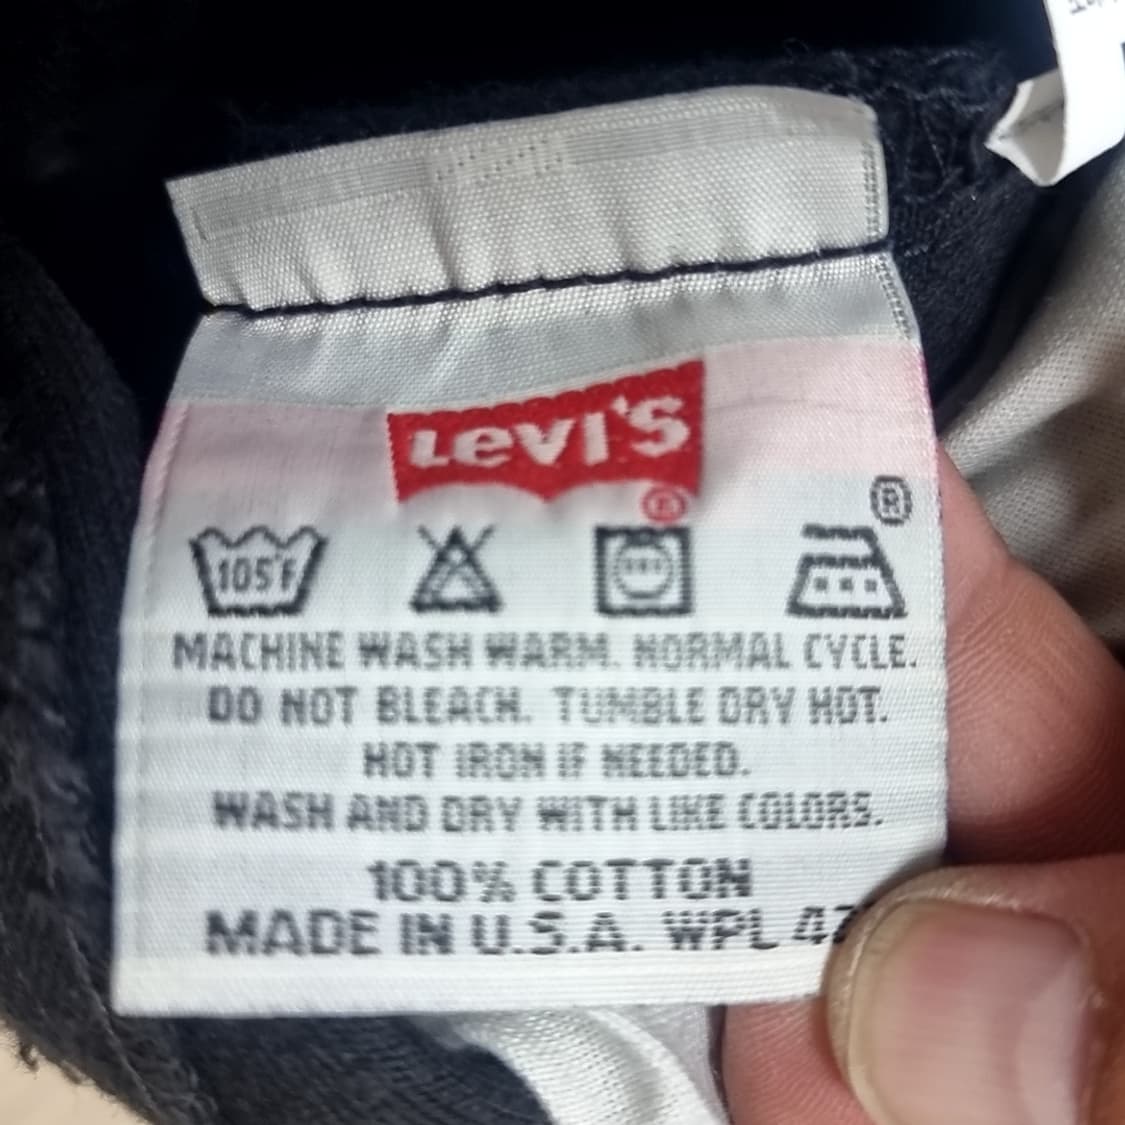 LEVI'S
®
105°F
MACHINE WASH WARM. NORMAL CYCLE.
DO NOT BLEACH. TUMBLE DRY HOT.
HOT IRON IF NEEDED.
WASH AND DRY WITH LIKE COLORS.
100% COTTON
MADE IN U.S.A. WPL